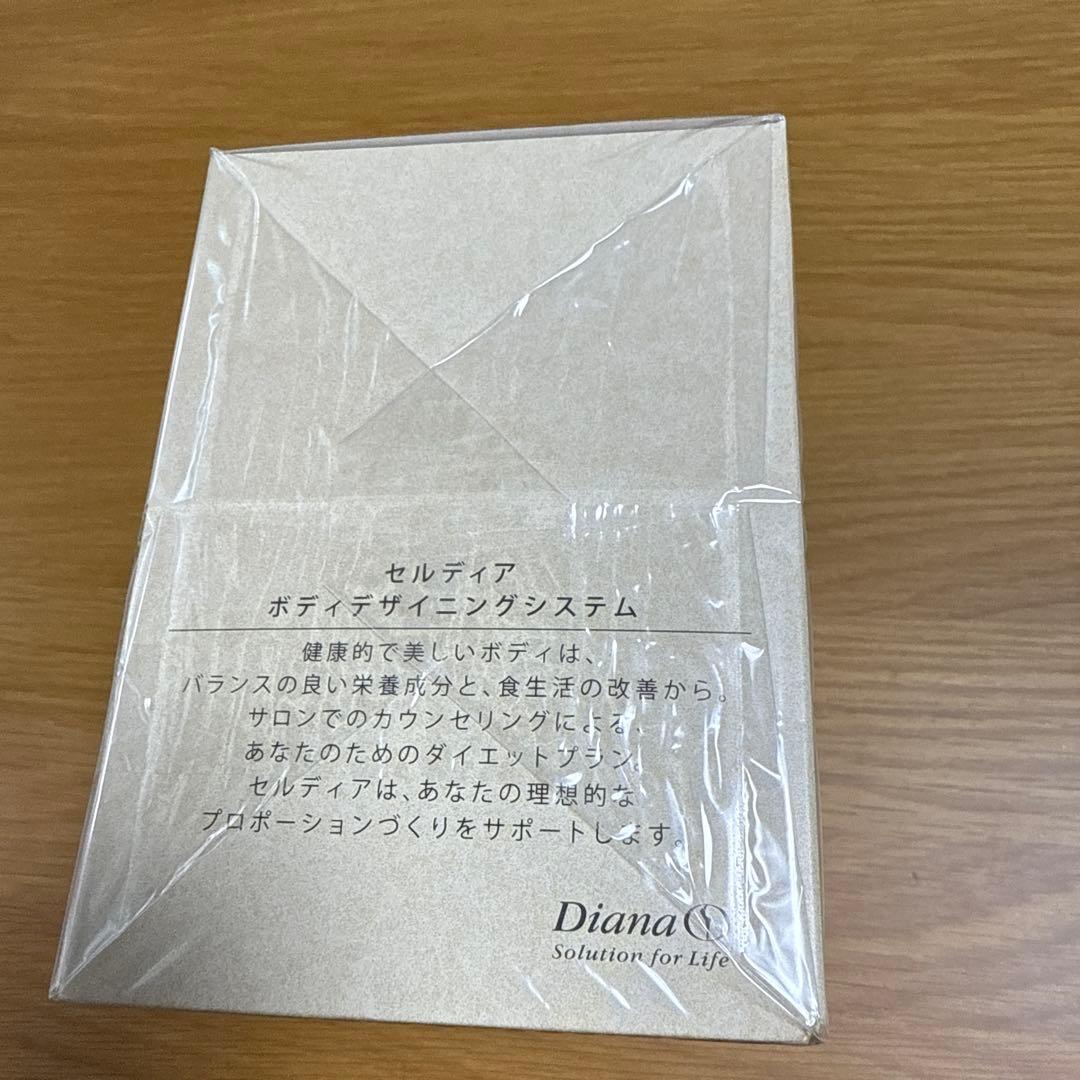 セルディア
ボディデザイニングシステム
健康的で美しいボディは、
バランスの良い栄養成分と、食生活の改善から。
サロンでのカウンセリングによる、
あなたのためのダイエットプラン。
セルディアは、あなたの理想的な
プロポーションづくりをサポートします。
Diana
Solution for Life